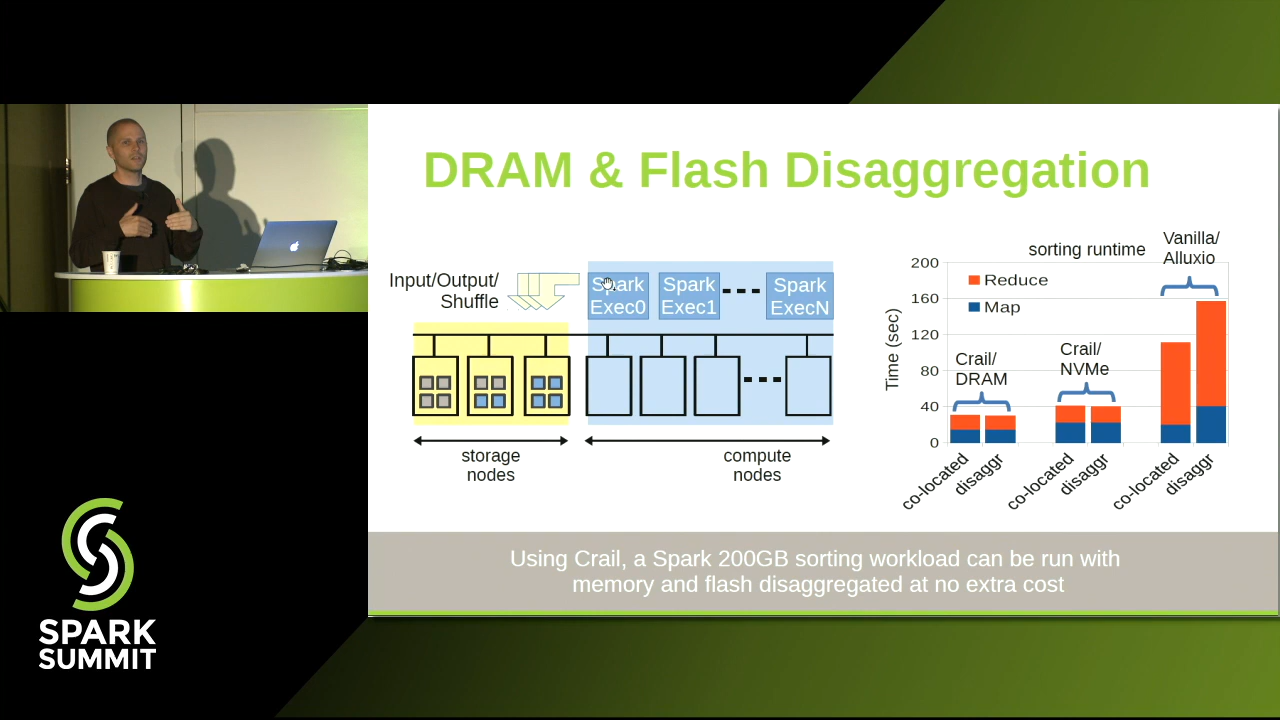 DRAM & Flash Disaggregation
Input/Output/
Shuffle
Spark
Exec0
Spark
Exec1
Spark
ExecN
storage
nodes
compute
nodes
sorting runtime
Vanilla/
Alluxio
Time (sec)
200
160
120
80
40
0
Reduce
Map
Crail/
DRAM
Crail/
NVMe
co-located
disaggr
co-located
disaggr
co-located
disaggr
Using Crail, a Spark 200GB sorting workload can be run with
memory and flash disaggregated at no extra cost
SPARK
SUMMIT